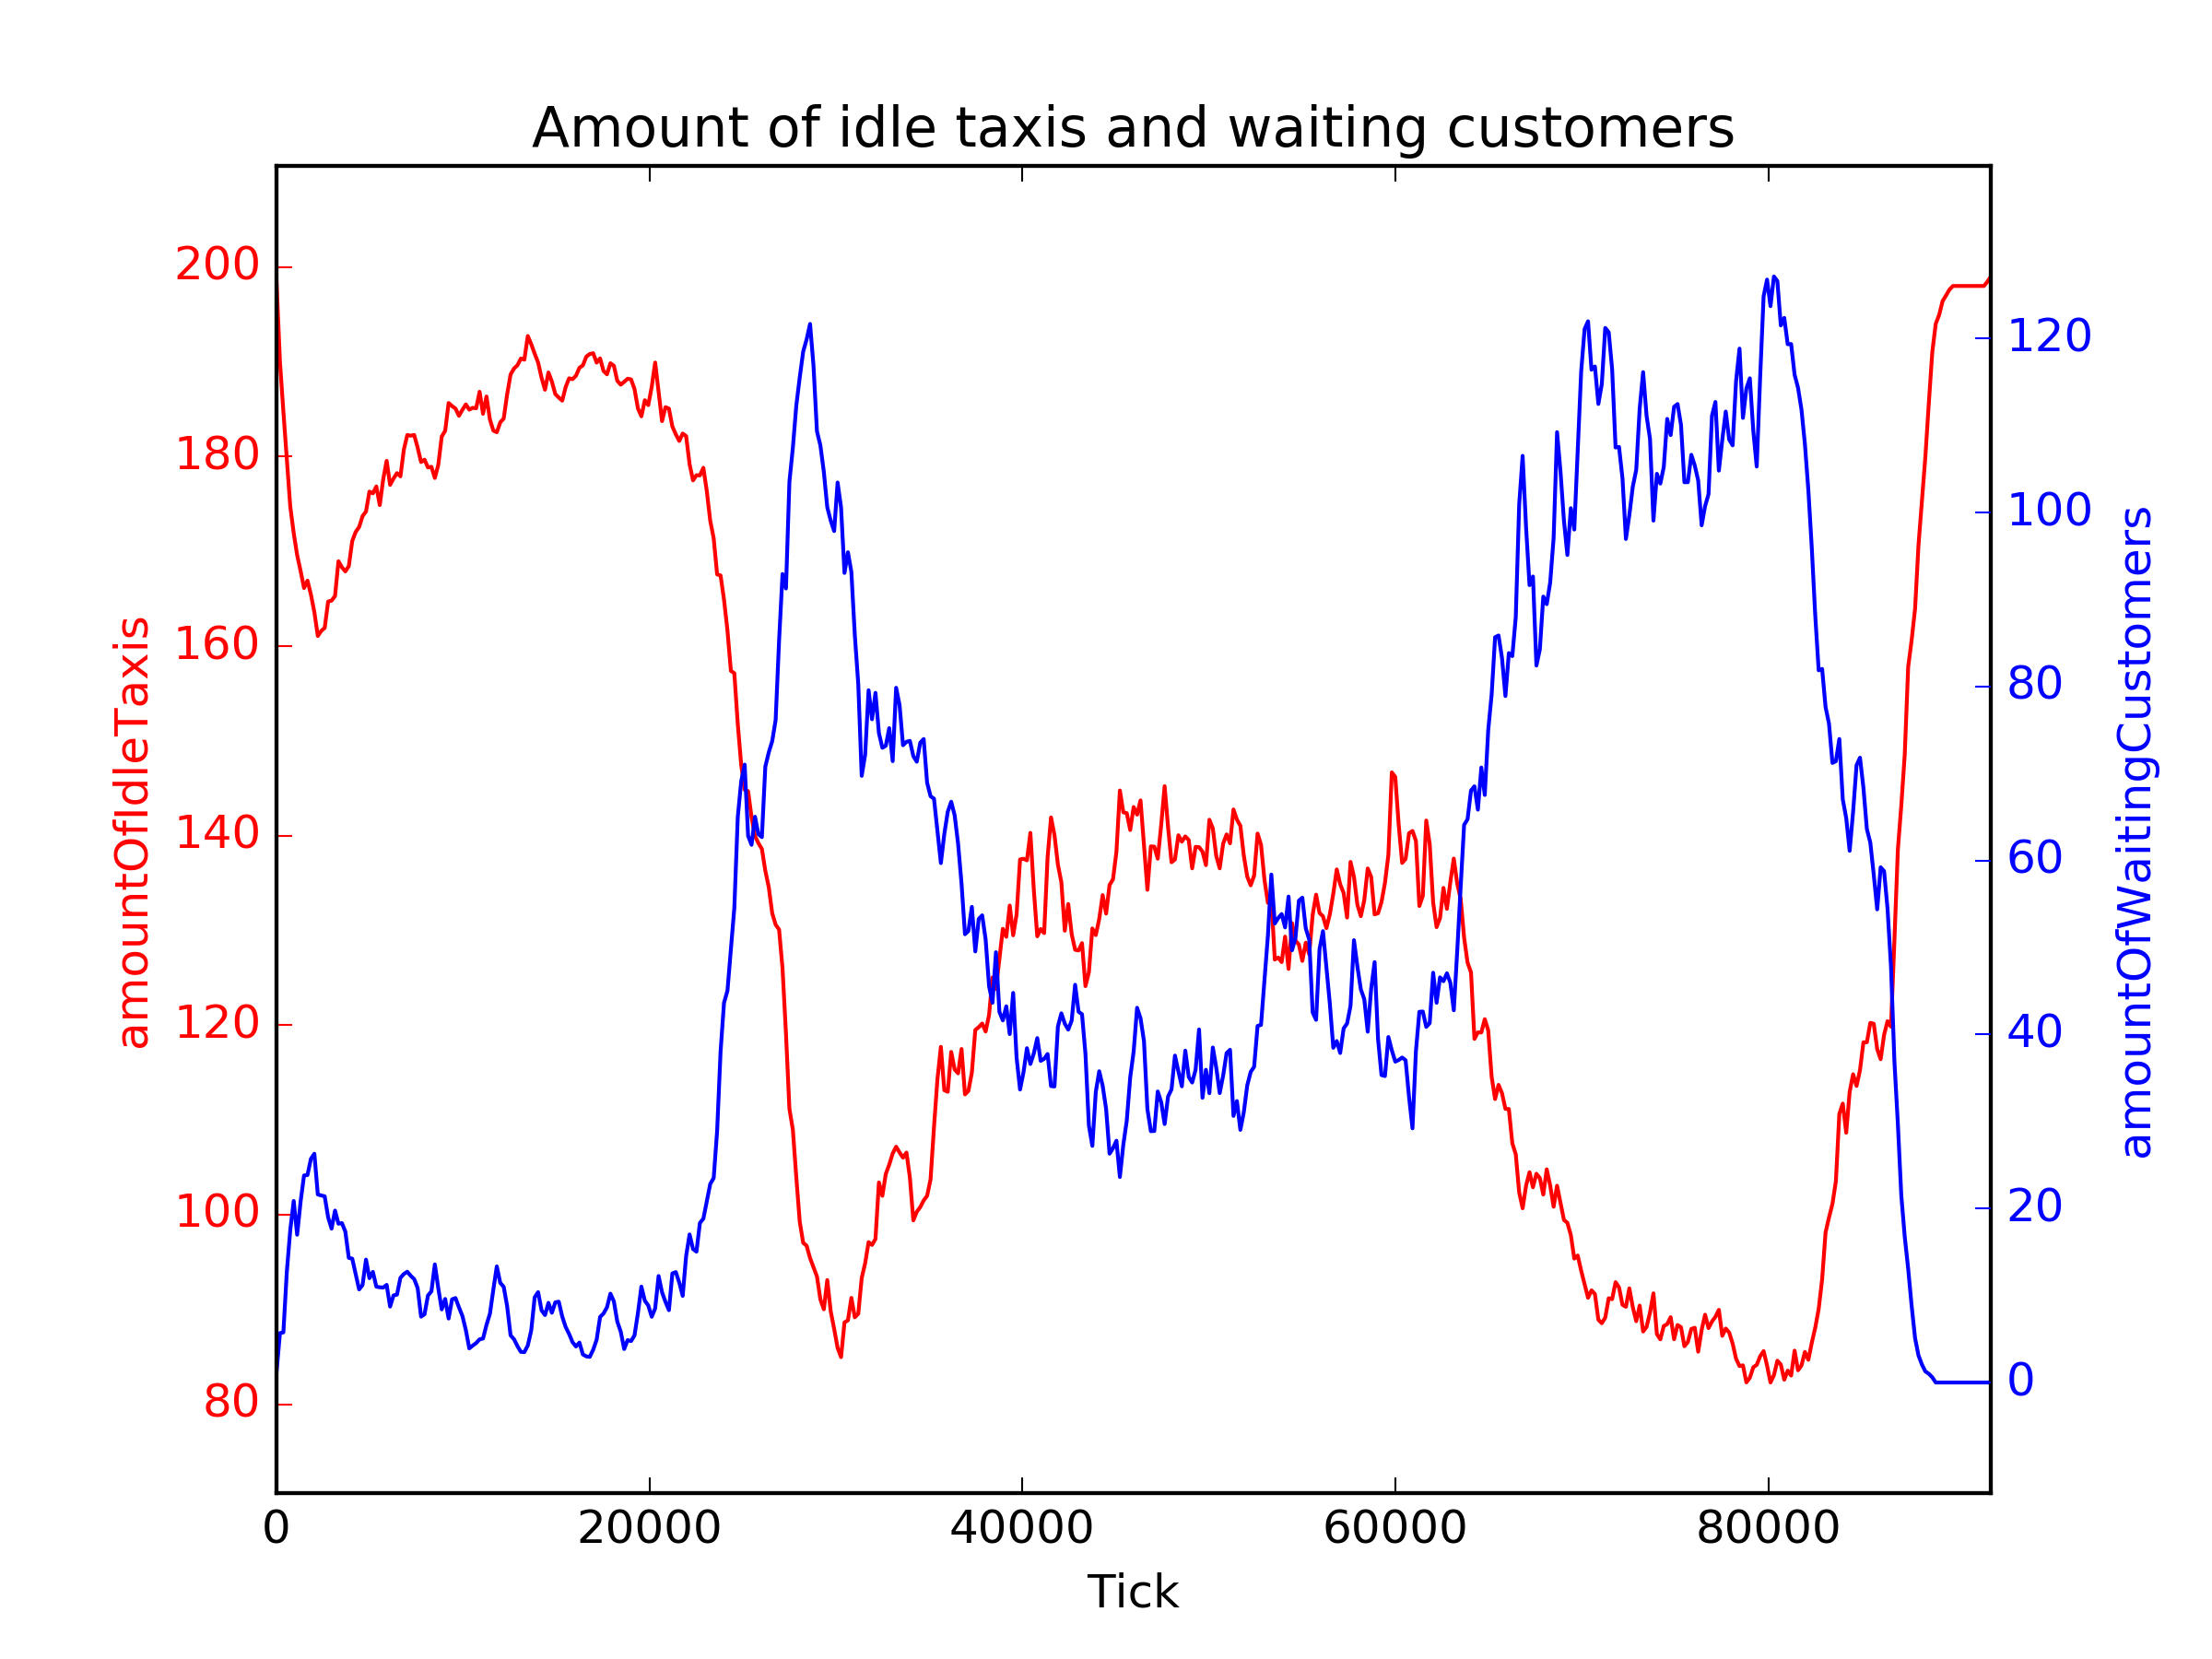 Amount of idle taxis and waiting customers
200
180
160
140
120
100
80
amountOfIdleTaxis
120
100
80
60
40
20
0
amountOfWaitingCustomers
0 20000 40000 60000 80000
Tick